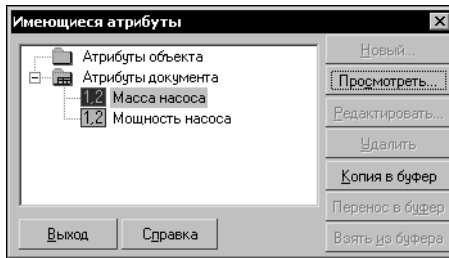 Имеющиеся атрибуты
Атрибуты объекта
Атрибуты документа
1,2 Масса насоса
1,2 Мощность насоса
Новый...
Просмотреть...
Редактировать...
Удалить
Копия в буфер
Перенос в буфер
Взять из буфера
Выход
Справка